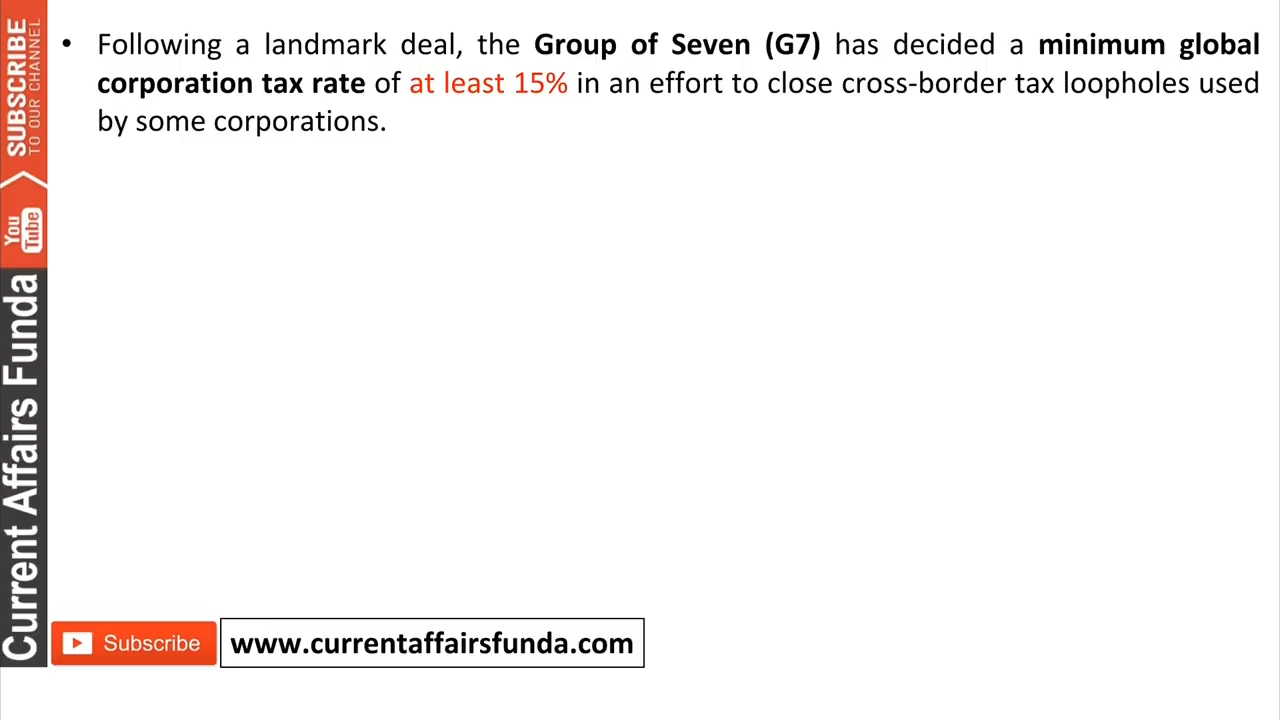 • Following a landmark deal, the Group of Seven (G7) has decided a minimum global
corporation tax rate of at least 15% in an effort to close cross-border tax loopholes used
by some corporations.
SUBSCRIBE
TO OUR CHANNEL
You
Tube
Current Affairs Funda
Subscribe
www.currentaffairsfunda.com